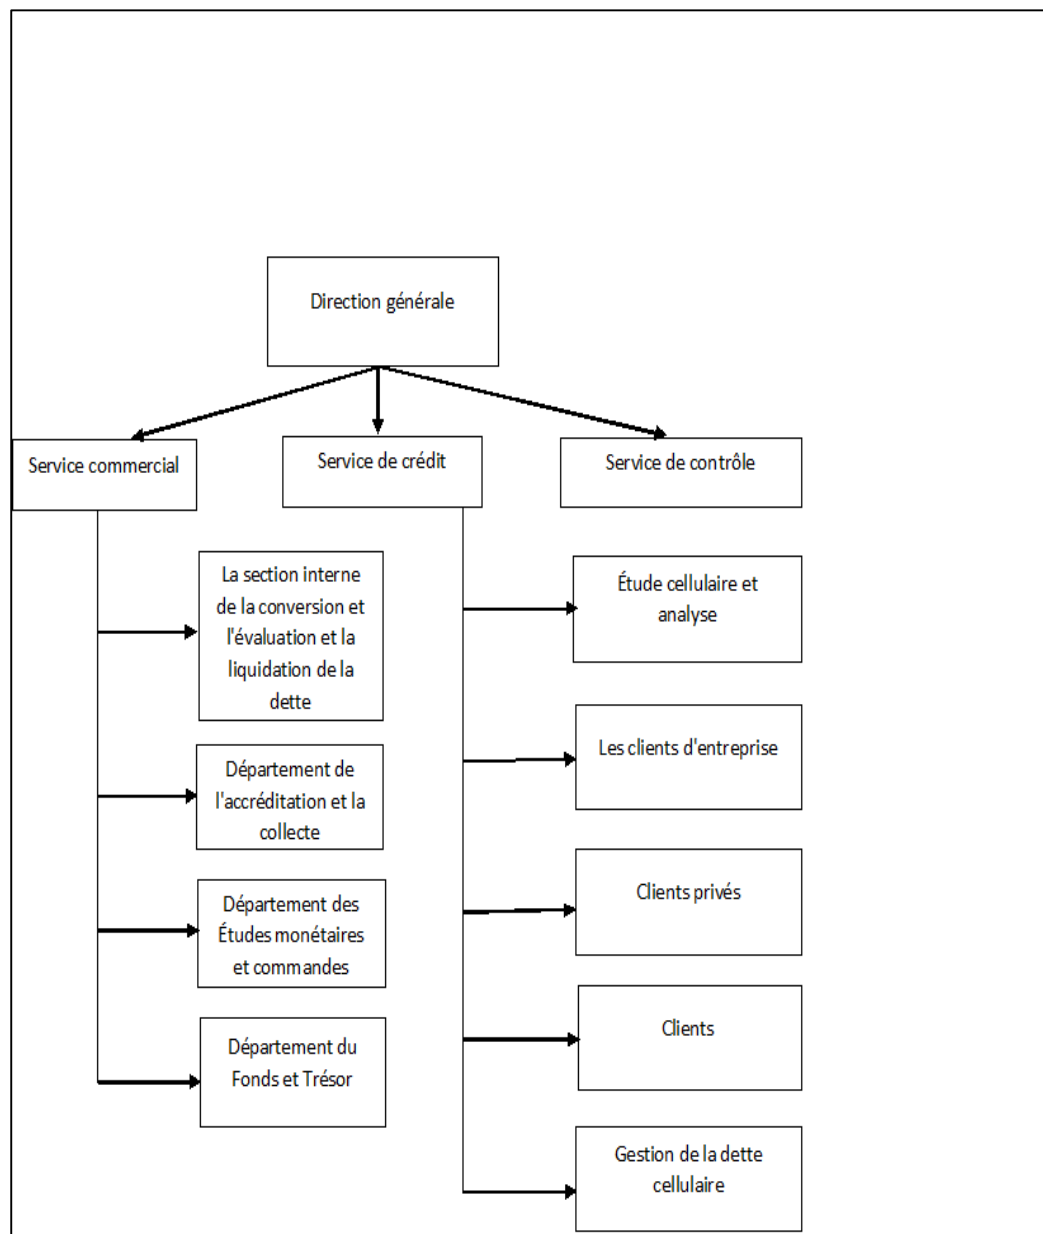 Direction générale
Service commercial
Service de crédit
Service de contrôle
La section interne
de la conversion et
l'évaluation et la
liquidation de la
dette
Département de
l'accréditation et la
collecte
Département des
Études monétaires
et commandes
Département du
Fonds et Trésor
Étude cellulaire et
analyse
Les clients d'entreprise
Clients privés
Clients
Gestion de la dette
cellulaire